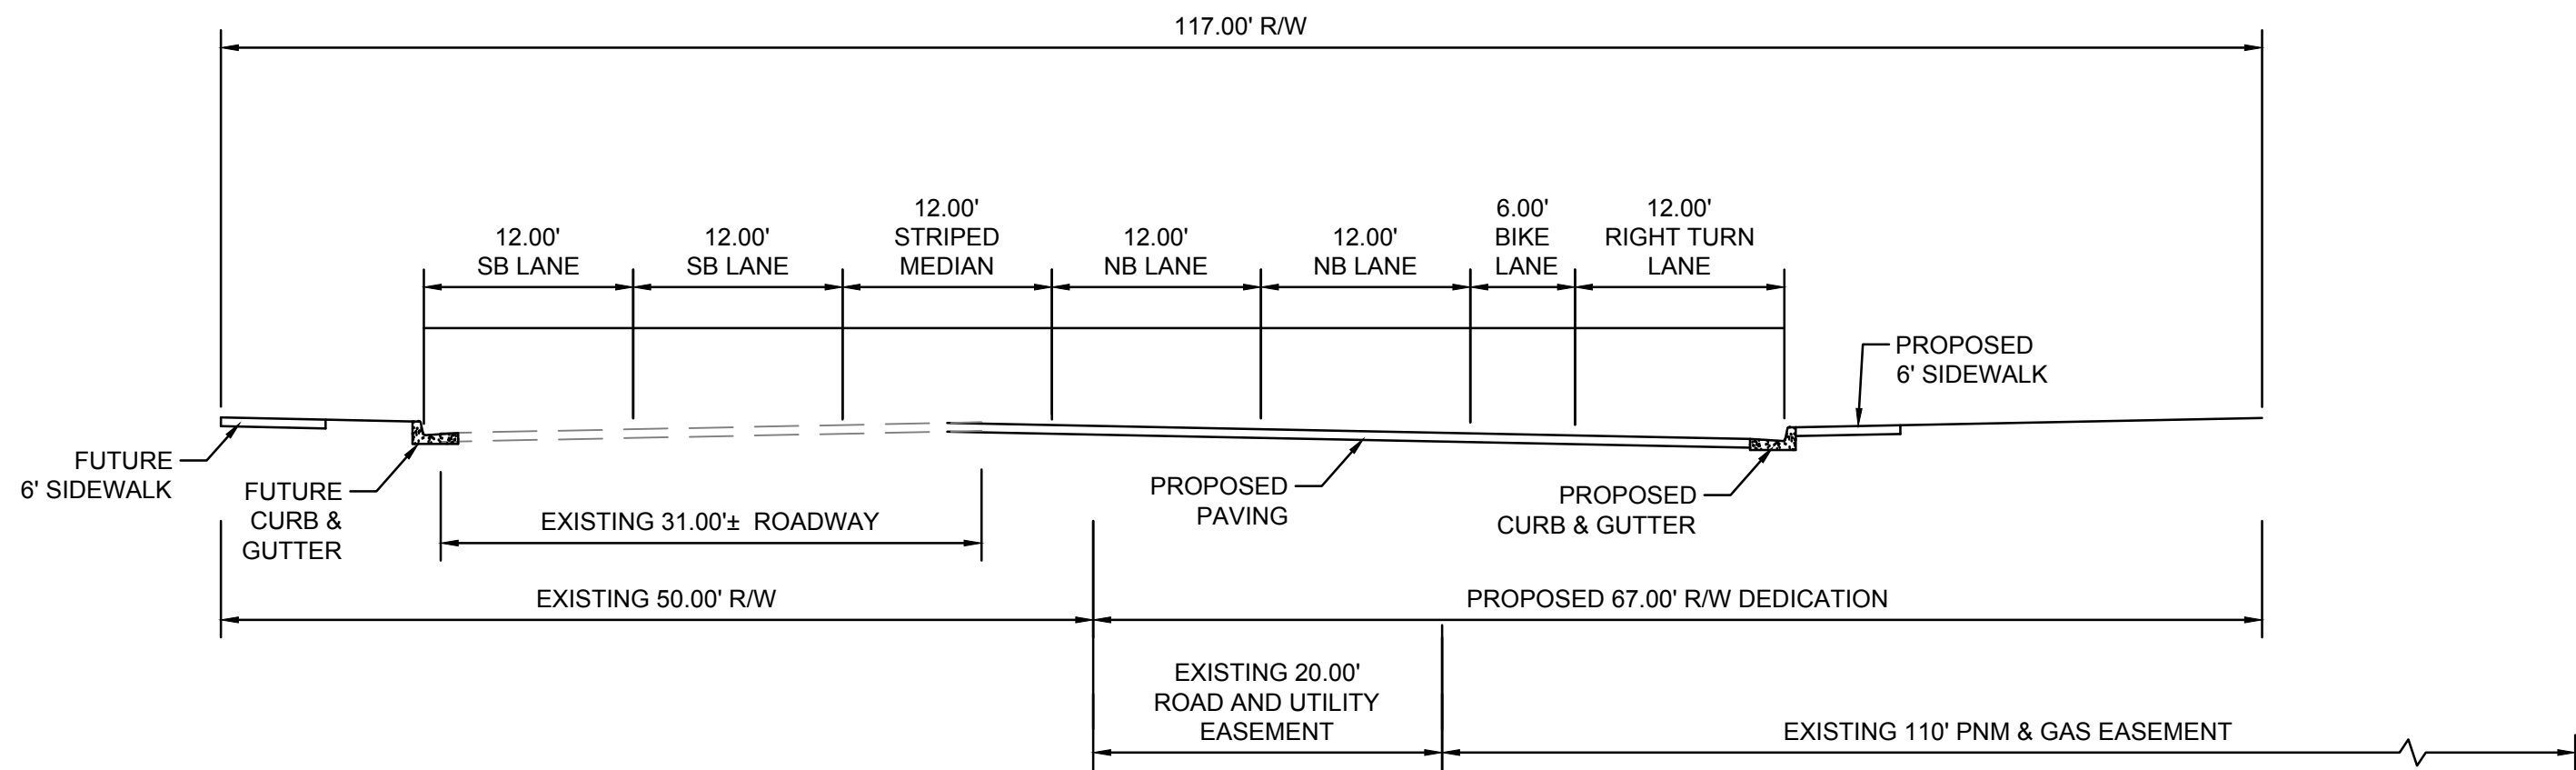 117.00' R/W
12.00'
SB LANE
12.00'
SB LANE
12.00'
STRIPED
MEDIAN
12.00'
NB LANE
12.00'
NB LANE
6.00'
BIKE
LANE
12.00'
RIGHT TURN
LANE
PROPOSED
6' SIDEWALK
FUTURE
6' SIDEWALK
FUTURE
CURB &
GUTTER
EXISTING 31.00'± ROADWAY
PROPOSED
PAVING
PROPOSED
CURB & GUTTER
EXISTING 50.00' R/W
PROPOSED 67.00' R/W DEDICATION
EXISTING 20.00'
ROAD AND UTILITY
EASEMENT
EXISTING 110' PNM & GAS EASEMENT